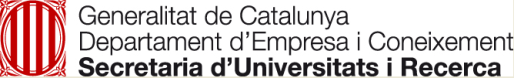 Generalitat de Catalunya
Departament d'Empresa i Coneixement
Secretaria d'Universitats i Recerca